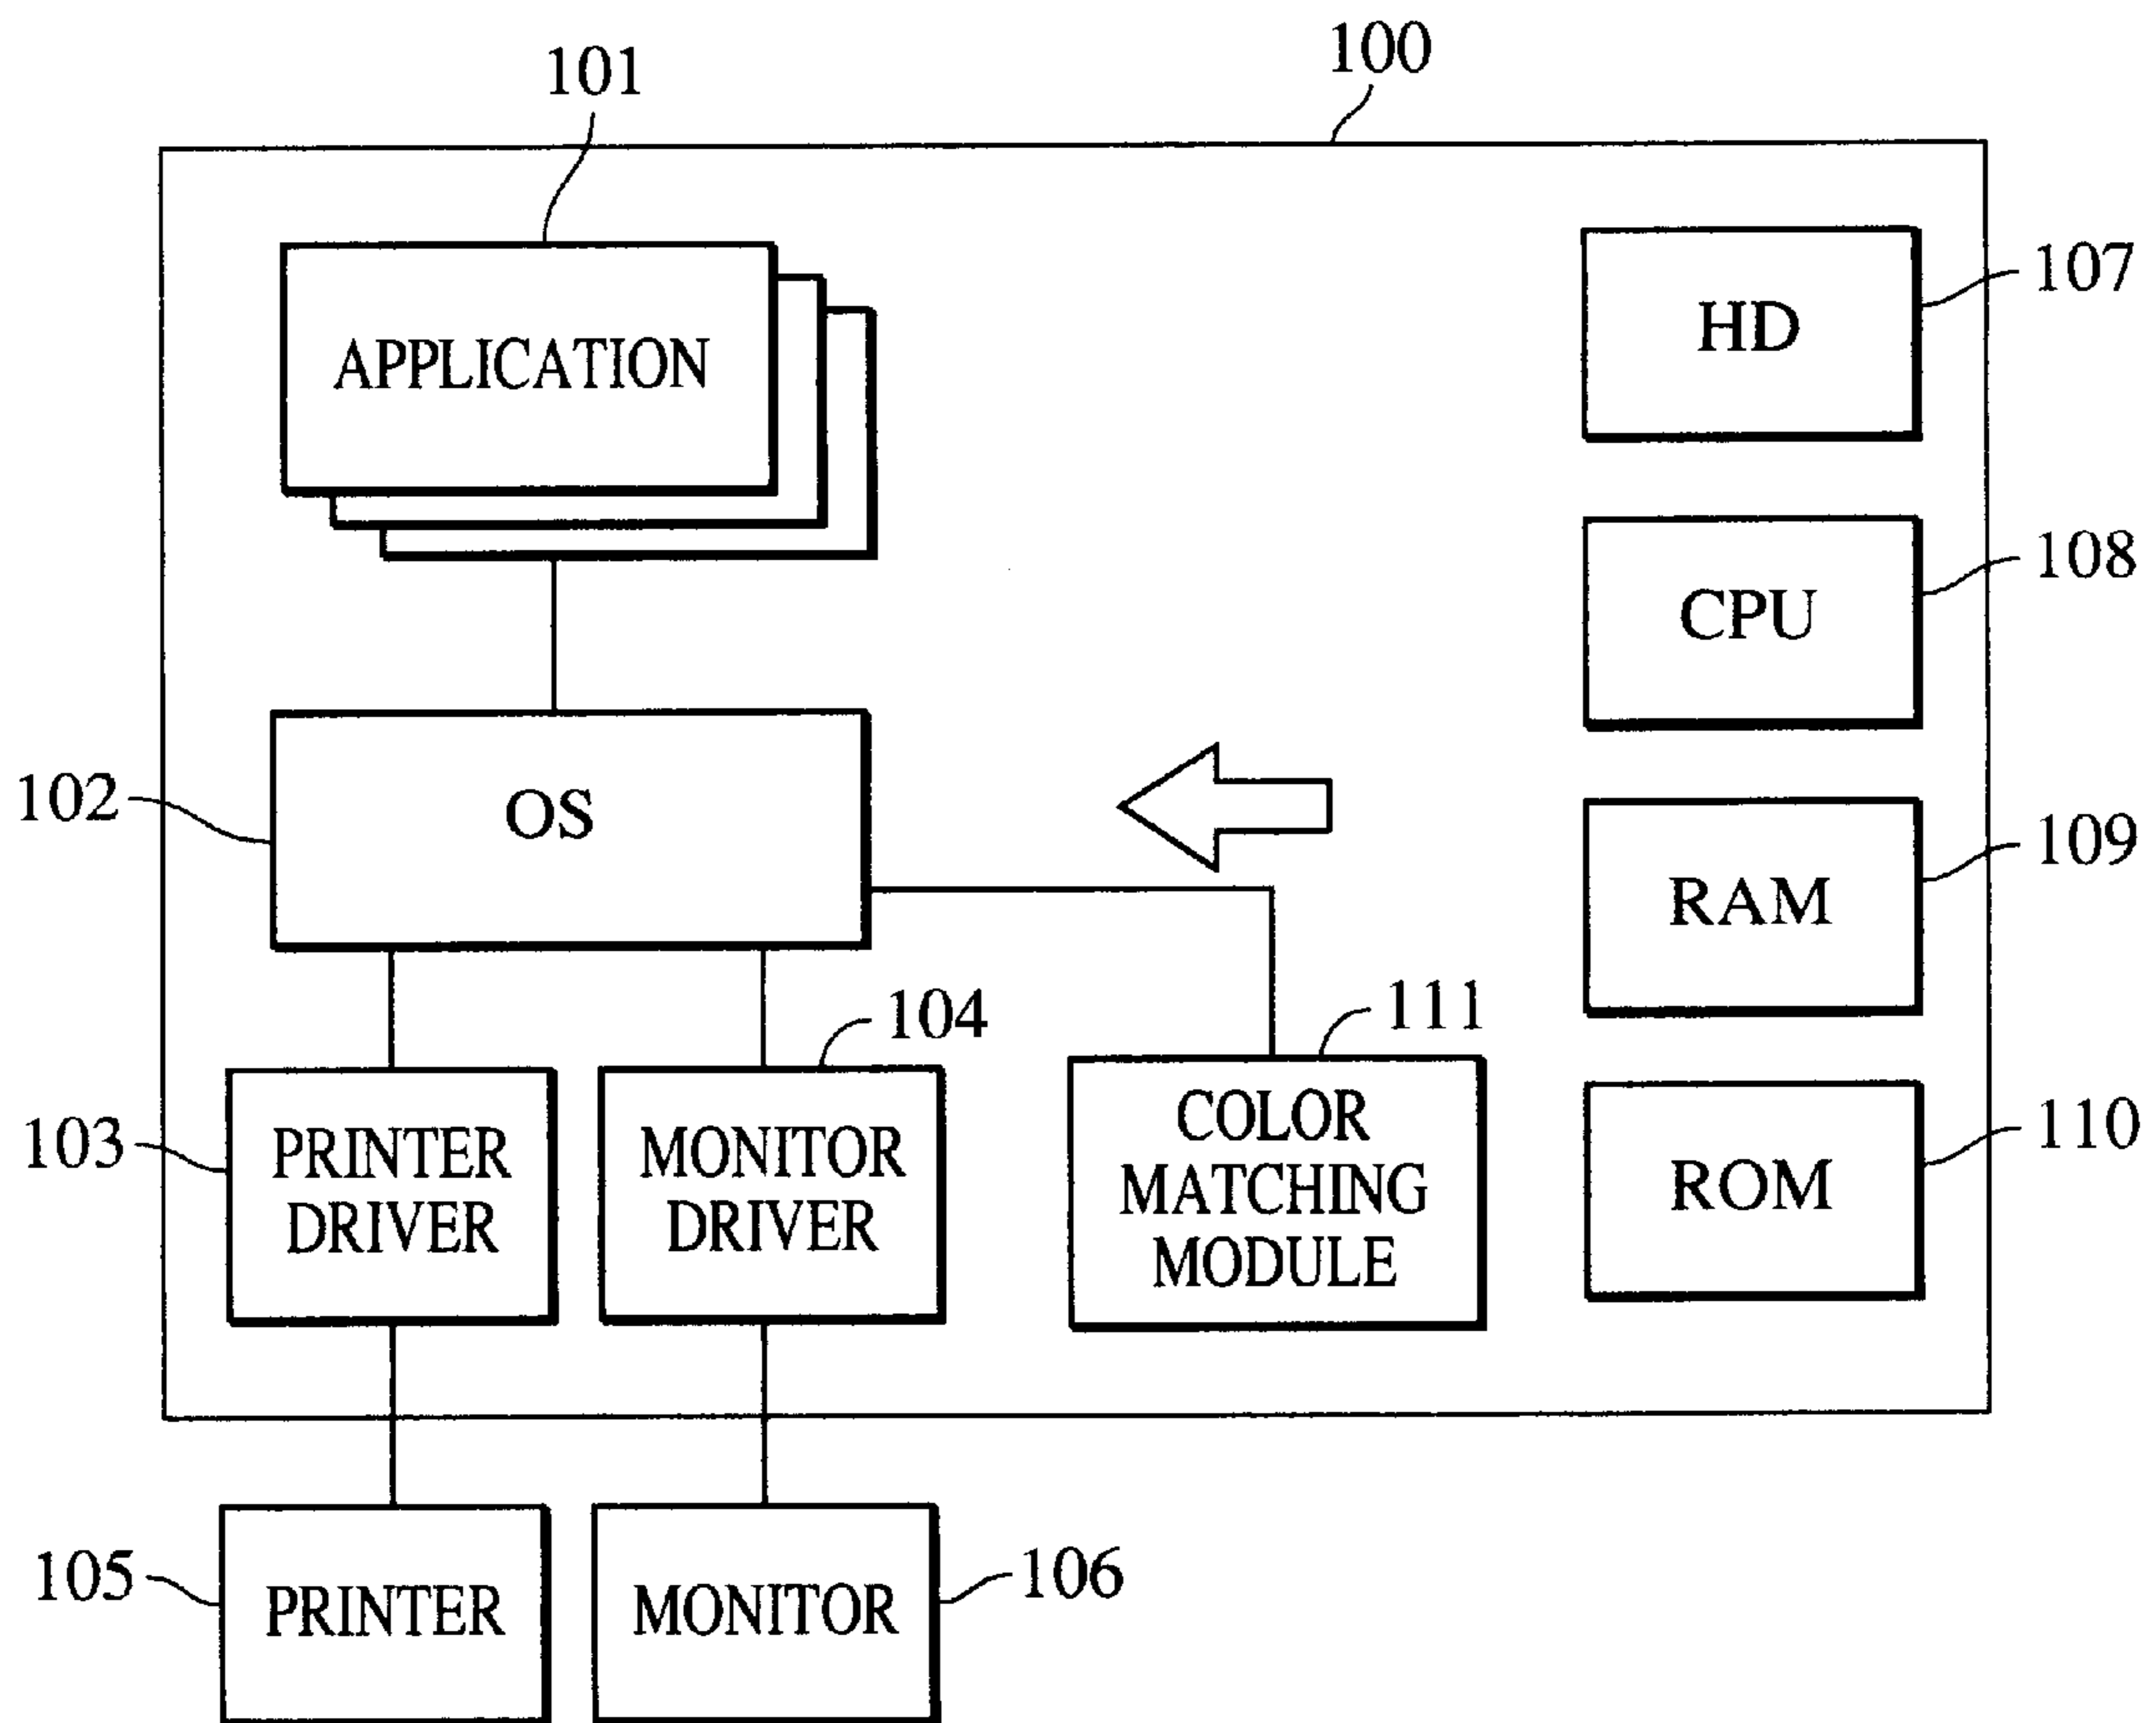 100
101
APPLICATION
HD
107
CPU
108
102
OS
RAM
109
104
111
103
PRINTER
DRIVER
MONITOR
DRIVER
COLOR
MATCHING
MODULE
ROM
110
105
PRINTER
MONITOR
106